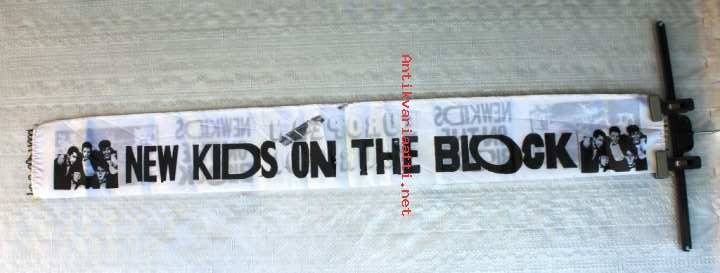 NEW KIDS ON THE BLOCK
Antikvariaatti.net